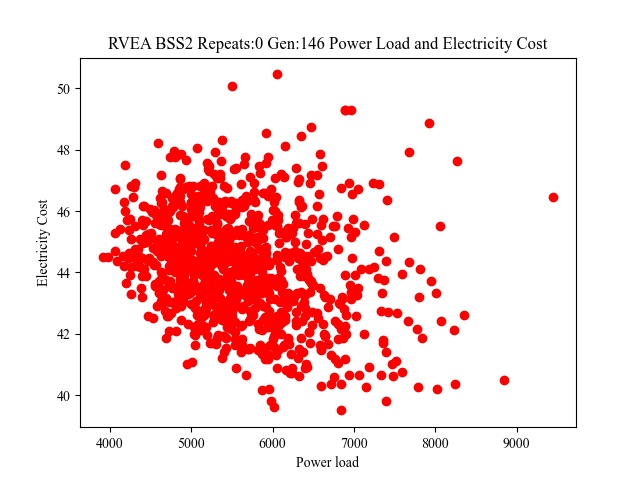 RVEA BSS2 Repeats:0 Gen:146 Power Load and Electricity Cost
50
48
46
44
42
40
Electricity Cost
4000 5000 6000 7000 8000 9000
Power load